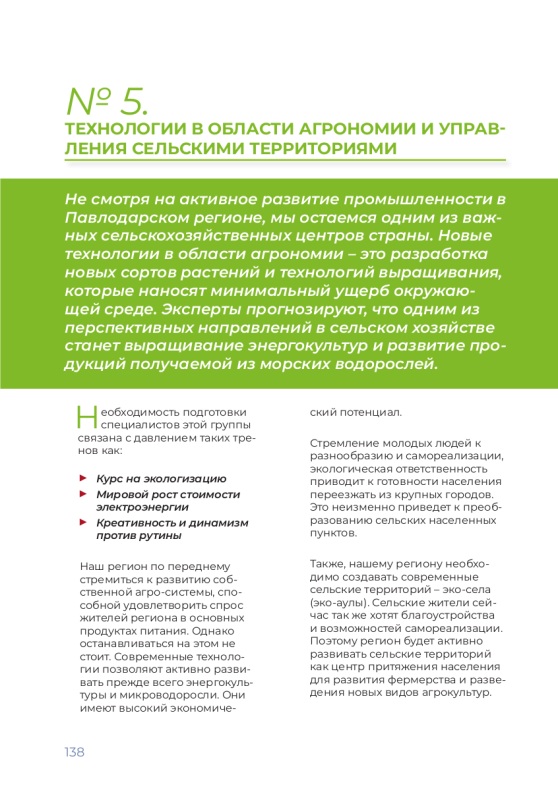 № 5.
ТЕХНОЛОГИИ В ОБЛАСТИ АГРОНОМИИ И УПРАВ-
ЛЕНИЯ СЕЛЬСКИМИ ТЕРРИТОРИЯМИ
Не смотря на активное развитие промышленности в
Павлодарском регионе, мы остаемся одним из важ-
ных сельскохозяйственных центров страны. Новые
технологии в области агрономии – это разработка
новых сортов растений и технологий выращивания,
которые наносят минимальный ущерб окружаю-
щей среде. Эксперты прогнозируют, что одним из
перспективных направлений в сельском хозяйстве
станет выращивание энергокультур и развитие про-
дукций получаемой из морских водорослей.
Необходимость подготовки
специалистов этой группы
связана с давлением таких тре-
нов как:
Курс на экологизацию
Мировой рост стоимости
электроэнергии
Креативность и динамизм
против рутины
Наш регион по переднему
стремиться к развитию соб-
ственной агро-системы, спо-
собной удовлетворить спрос
жителей региона в основных
продуктах питания. Однако
останавливаться на этом не
стоит. Современные техноло-
гии позволяют активно разви-
вать прежде всего энергокуль-
туры и микроводоросли. Они
имеют высокий экономиче-
ский потенциал.
Стремление молодых людей к
разнообразию и самореализации,
экологическая ответственность
приводит к готовности населения
переезжать из крупных городов.
Это неизменно приведет к преоб-
разованию сельских населенных
пунктов.
Также, нашему региону необхо-
димо создавать современные
сельские территорий – эко-села
(эко-аулы). Сельские жители сей-
час так же хотят благоустройства
и возможностей самореализации.
Поэтому регион будет активно
развивать сельские территорий
как центр притяжения населения
для развития фермерства и разве-
дения новых видов агрокультур.
138